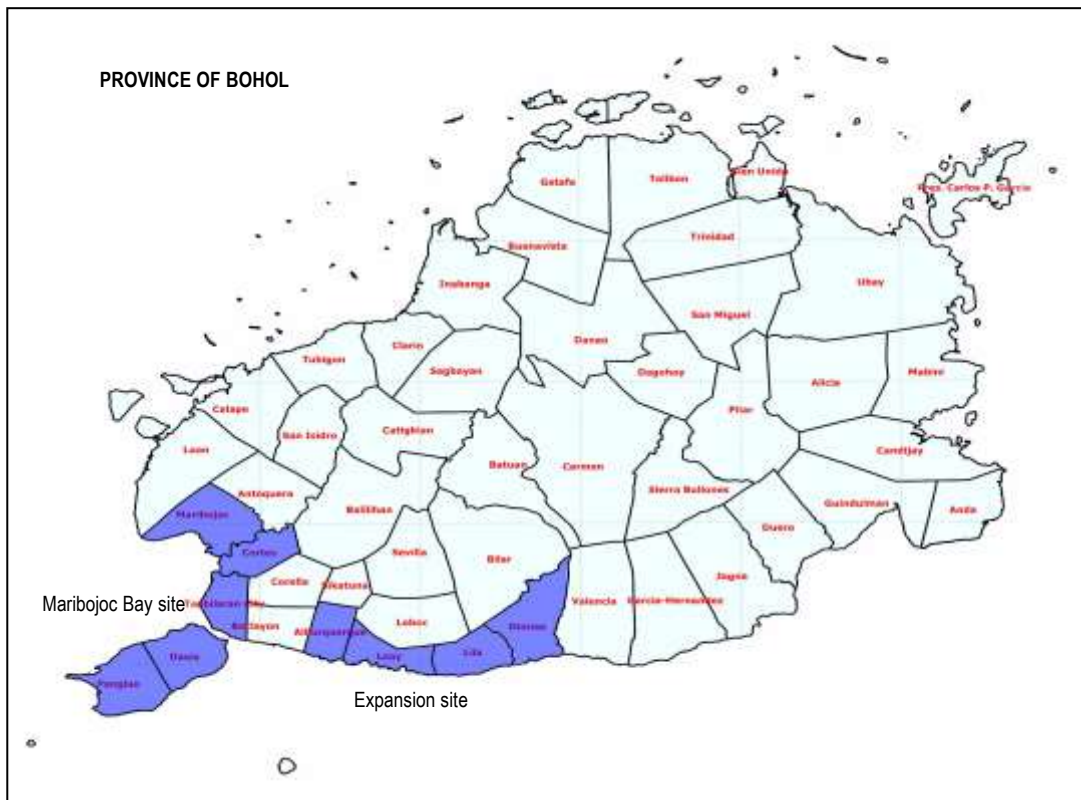 PROVINCE OF BOHOL
Getafe
Talibon
Pres. Carlos P. Garcia
Trinidad
Buenavista
Ubay
Inabanga
San Miguel
Danao
Clarin
Tubigon
Sagbayan
Dagohoy
Alicia
Mabini
Calape
Pilar
San Isidro
Catigbian
Loon
Candijay
Batuan
Carmen
Sierra Bullones
Antequera
Guindulman
Maribojoc
Balilihan
Duero
Anda
Cortes
Sevilla
Bilar
Jagna
Corella
Sikatuna
Valencia
Garcia-Hernandez
Maribojoc Bay site
Tagbilaran City
Baclayon
Alburquerque
Loboc
Dimiao
Dauis
Loay
Lila
Panglao
Expansion site